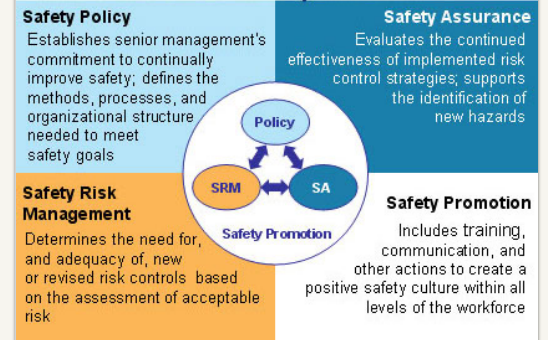 Safety Policy
Establishes senior management's
commitment to continually
improve safety; defines the
methods, processes, and
organizational structure
needed to meet
safety goals
Safety Assurance
Evaluates the continued
effectiveness of implemented risk
control strategies; supports
the identification of
new hazards
Policy
SRM
SA
Safety Promotion
Safety Risk
Management
Determines the need for,
and adequacy of, new
or revised risk controls based
on the assessment of acceptable
risk
Safety Promotion
Includes training,
communication, and
other actions to create a
positive safety culture within all
levels of the workforce